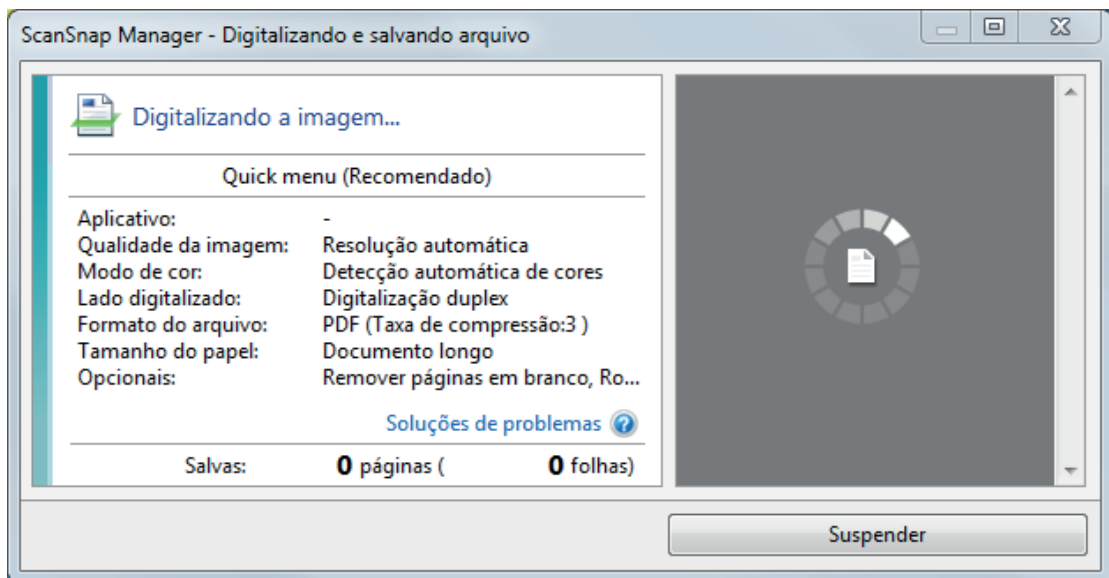 ScanSnap Manager - Digitalizando e salvando arquivo
Digitalizando a imagem...
Quick menu (Recomendado)
Aplicativo: -
Qualidade da imagem: Resolução automática
Modo de cor: Detecção automática de cores
Lado digitalizado: Digitalização duplex
Formato do arquivo: PDF (Taxa de compressão:3 )
Tamanho do papel: Documento longo
Opcionais: Remover páginas em branco, Ro...
Soluções de problemas ?
Salvas: 0 páginas ( 0 folhas)
Suspender